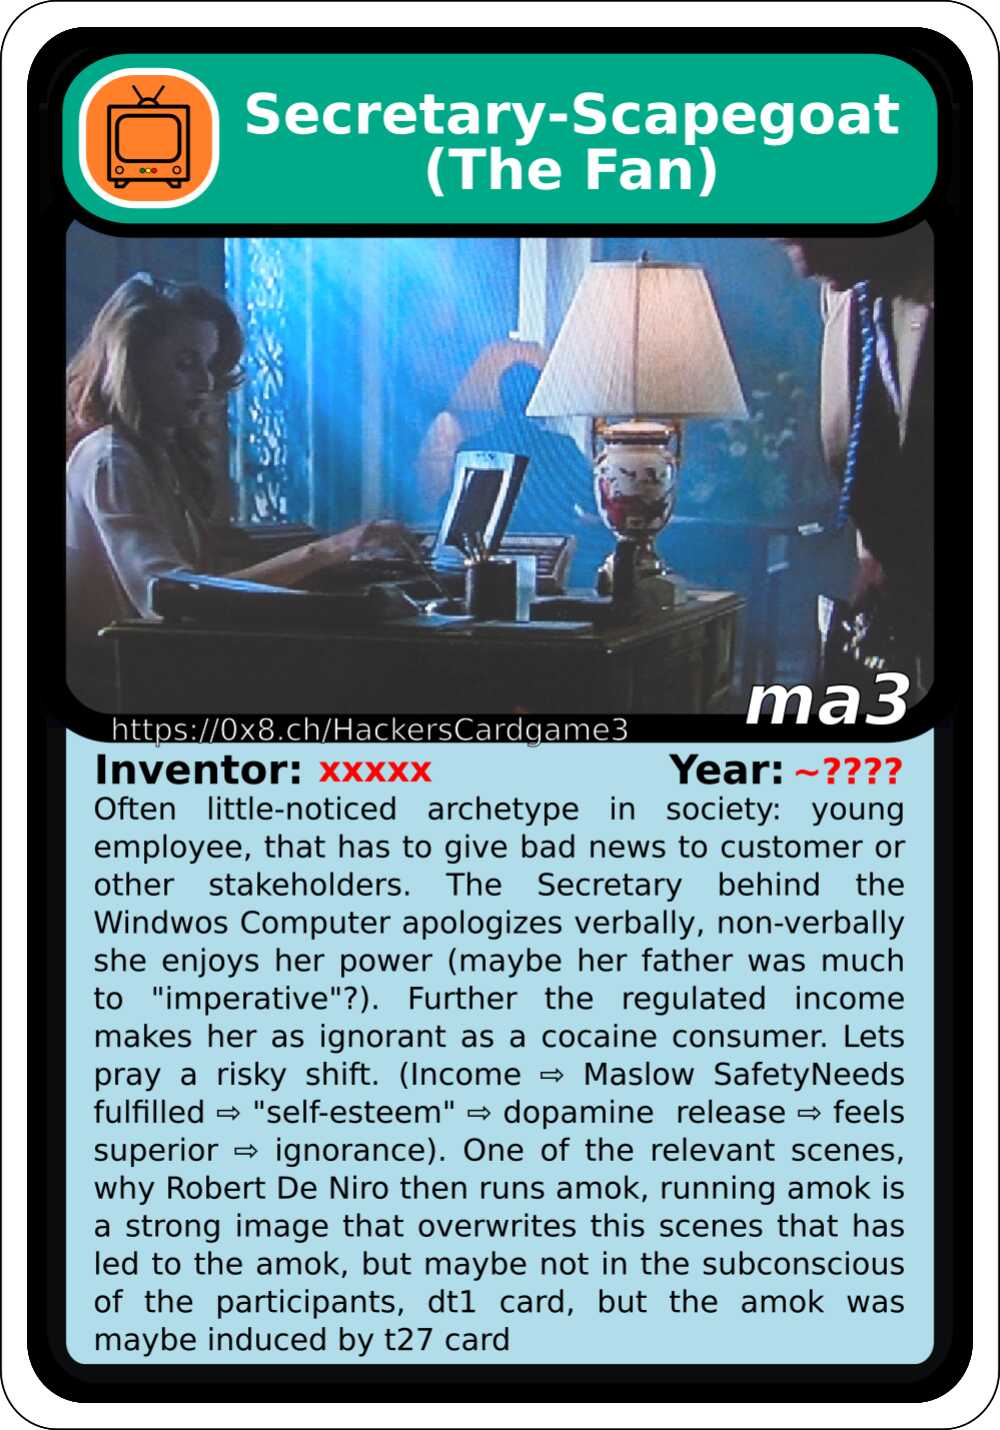 Secretary-Scapegoat
(The Fan)
ma3
https://0x8.ch/HackersCardgame3
Inventor: xxxxx Year: ~????
Often little-noticed archetype in society: young
employee, that has to give bad news to customer or
other stakeholders. The Secretary behind the
Windwos Computer apologizes verbally, non-verbally
she enjoys her power (maybe her father was much
to "imperative"?). Further the regulated income
makes her as ignorant as a cocaine consumer. Lets
pray a risky shift. (Income ⇨ Maslow SafetyNeeds
fulfilled ⇨ "self-esteem" ⇨ dopamine release ⇨ feels
superior ⇨ ignorance). One of the relevant scenes,
why Robert De Niro then runs amok, running amok is
a strong image that overwrites this scenes that has
led to the amok, but maybe not in the subconscious
of the participants, dt1 card, but the amok was
maybe induced by t27 card